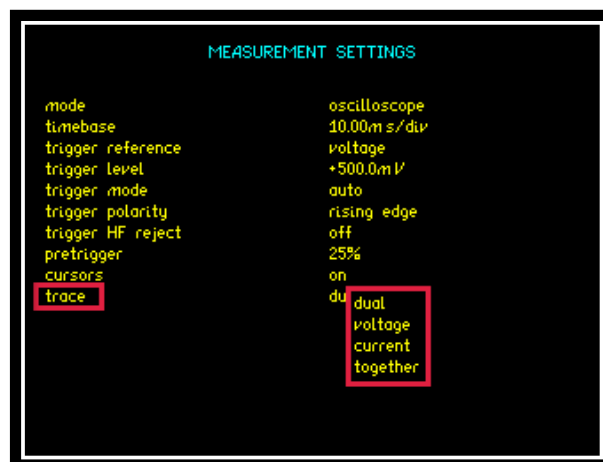 MEASUREMENT SETTINGS
mode oscilloscope
timebase 10.00ms/div
trigger reference voltage
trigger level +500.0mV
trigger mode auto
trigger polarity rising edge
trigger HF reject off
pretrigger 25%
cursors on
trace du
dual
voltage
current
together